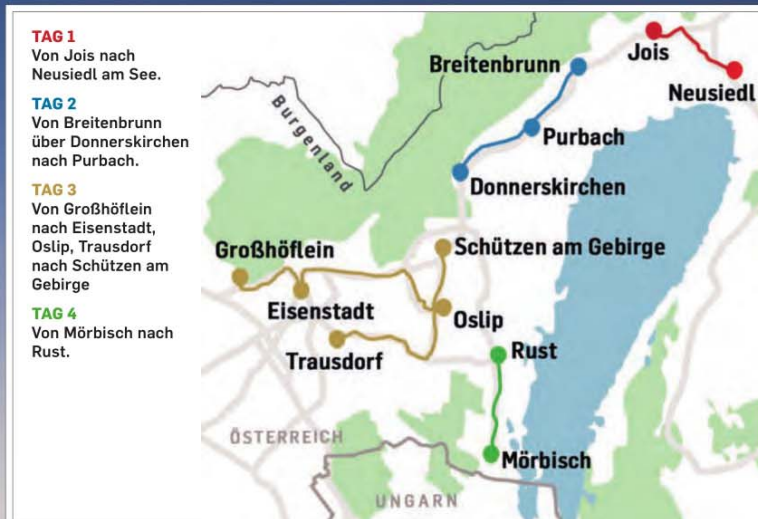 TAG 1
Von Jois nach
Neusiedl am See.
TAG 2
Von Breitenbrunn
über Donnerskirchen
nach Purbach.
TAG 3
Von Großhöflein
nach Eisenstadt,
Oslip, Trausdorf
nach Schützen am
Gebirge
TAG 4
Von Mörbisch nach
Rust.
Jois
Breitenbrunn
Neusiedl
Burgenland
Purbach
Donnerskirchen
Großhöflein
Schützen am Gebirge
Eisenstadt
Oslip
Trausdorf
Rust
ÖSTERREICH
Mörbisch
UNGARN